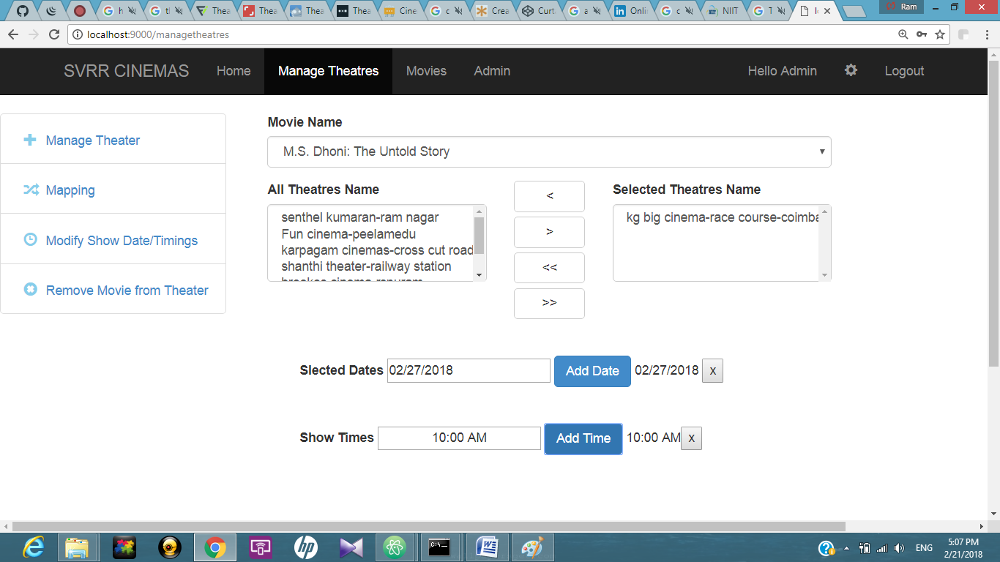 h
tl
Thea
Thea
Thea
Thea
Cine
c
Crea
Curt
a
Onli
c
NIIT
T
Ram
localhost:9000/managetheatres
SVRR CINEMAS Home Manage Theatres Movies Admin Hello Admin Logout
Manage Theater
Mapping
Modify Show Date/Timings
Remove Movie from Theater
Movie Name
M.S. Dhoni: The Untold Story
All Theatres Name
senthel kumaran-ram nagar
Fun cinema-peelamedu
karpagam cinemas-cross cut road
shanthi theater-railway station
<
>
<<
>>
Selected Theatres Name
kg big cinema-race course-coimba
Slected Dates 02/27/2018 Add Date 02/27/2018 x
Show Times 10:00 AM Add Time 10:00 AM x
hp
C:\_
W
ENG
5:07 PM
2/21/2018